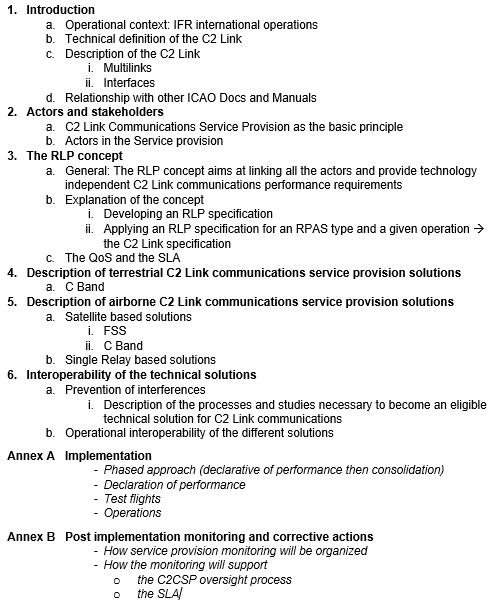 1. Introduction
a. Operational context: IFR international operations
b. Technical definition of the C2 Link
c. Description of the C2 Link
i. Multilinks
ii. Interfaces
d. Relationship with other ICAO Docs and Manuals
2. Actors and stakeholders
a. C2 Link Communications Service Provision as the basic principle
b. Actors in the Service provision
3. The RLP concept
a. General: The RLP concept aims at linking all the actors and provide technology
independent C2 Link communications performance requirements
b. Explanation of the concept
i. Developing an RLP specification
ii. Applying an RLP specification for an RPAS type and a given operation →
the C2 Link specification
c. The QoS and the SLA
4. Description of terrestrial C2 Link communications service provision solutions
a. C Band
5. Description of airborne C2 Link communications service provision solutions
a. Satellite based solutions
i. FSS
ii. C Band
b. Single Relay based solutions
6. Interoperability of the technical solutions
a. Prevention of interferences
i. Description of the processes and studies necessary to become an eligible
technical solution for C2 Link communications
b. Operational interoperability of the different solutions
Annex A Implementation
- Phased approach (declarative of performance then consolidation)
- Declaration of performance
- Test flights
- Operations
Annex B Post implementation monitoring and corrective actions
- How service provision monitoring will be organized
- How the monitoring will support
o the C2CSP oversight process
o the SLA